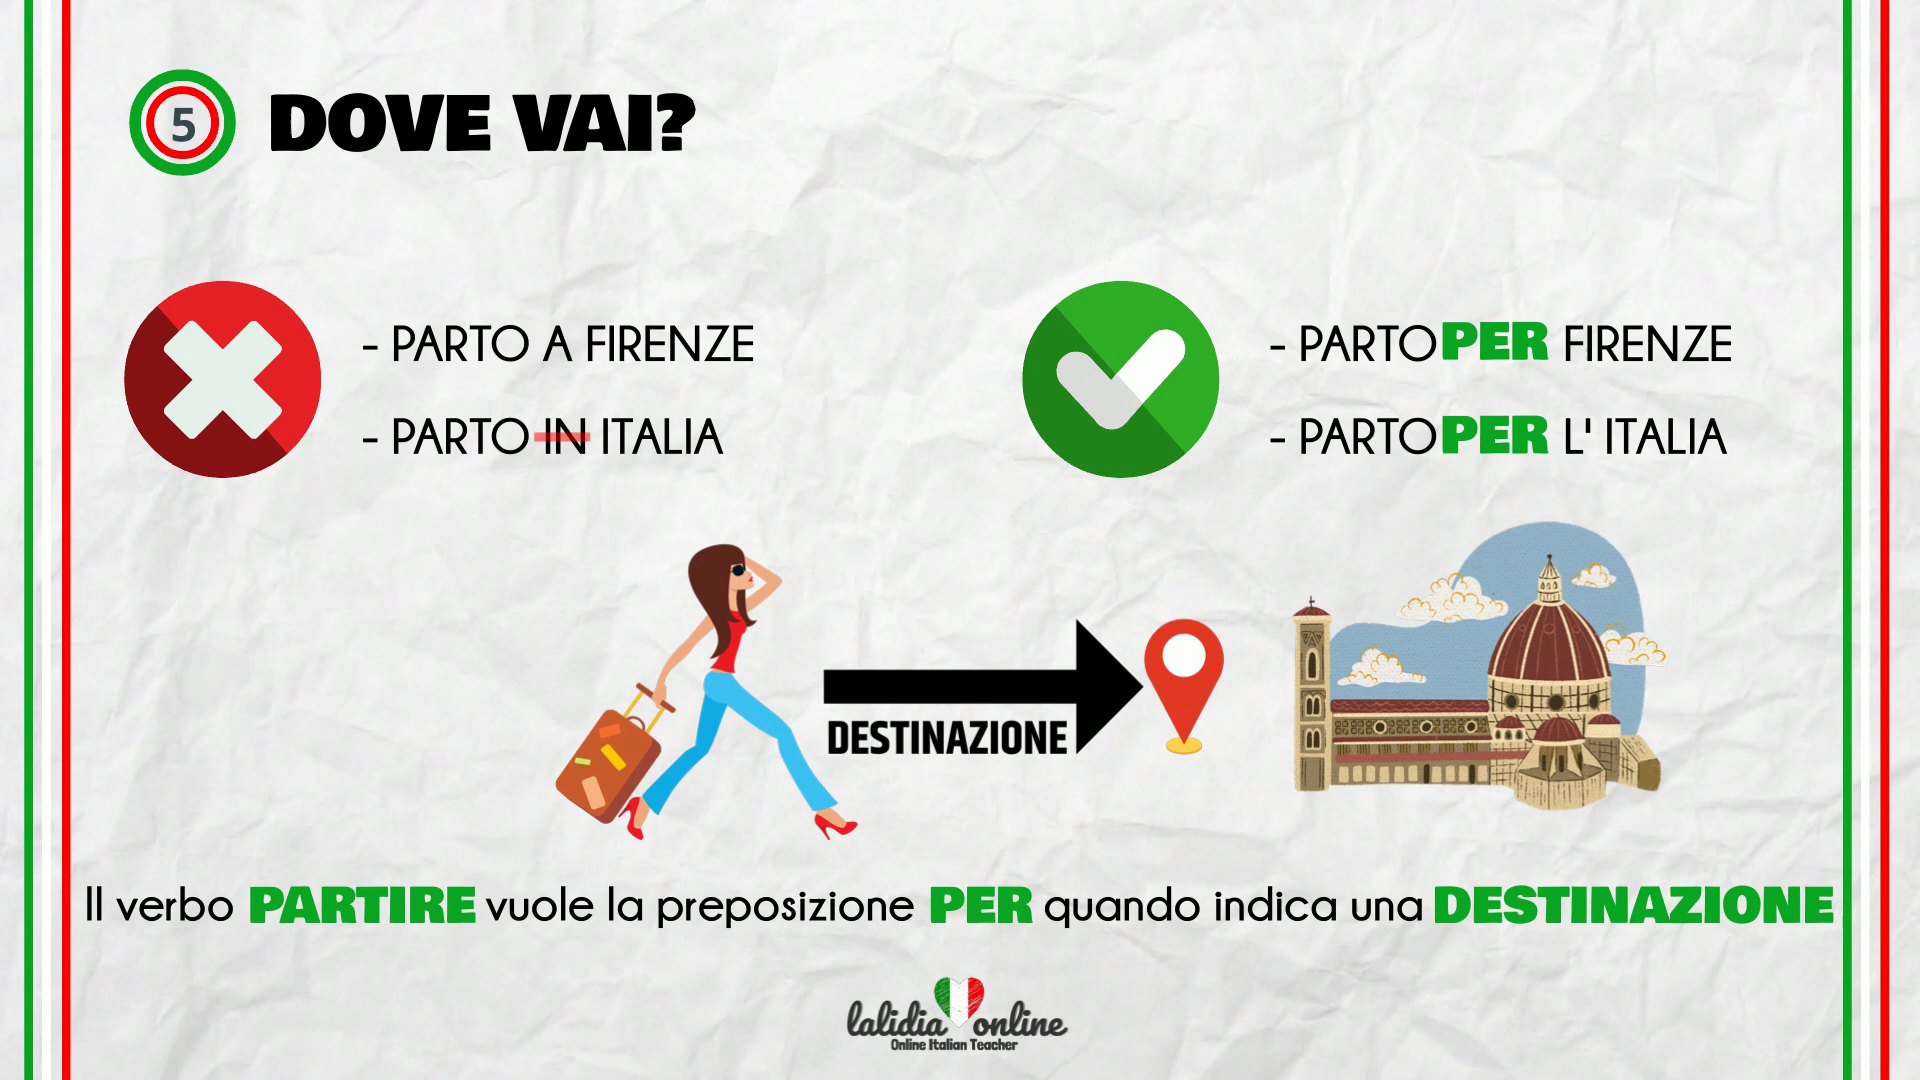 5 DOVE VAI?
- PARTO A FIRENZE
- PARTO IN ITALIA
- PARTO PER FIRENZE
- PARTO PER L' ITALIA
DESTINAZIONE
Il verbo PARTIRE vuole la preposizione PER quando indica una DESTINAZIONE
lalidia online
Online Italian Teacher